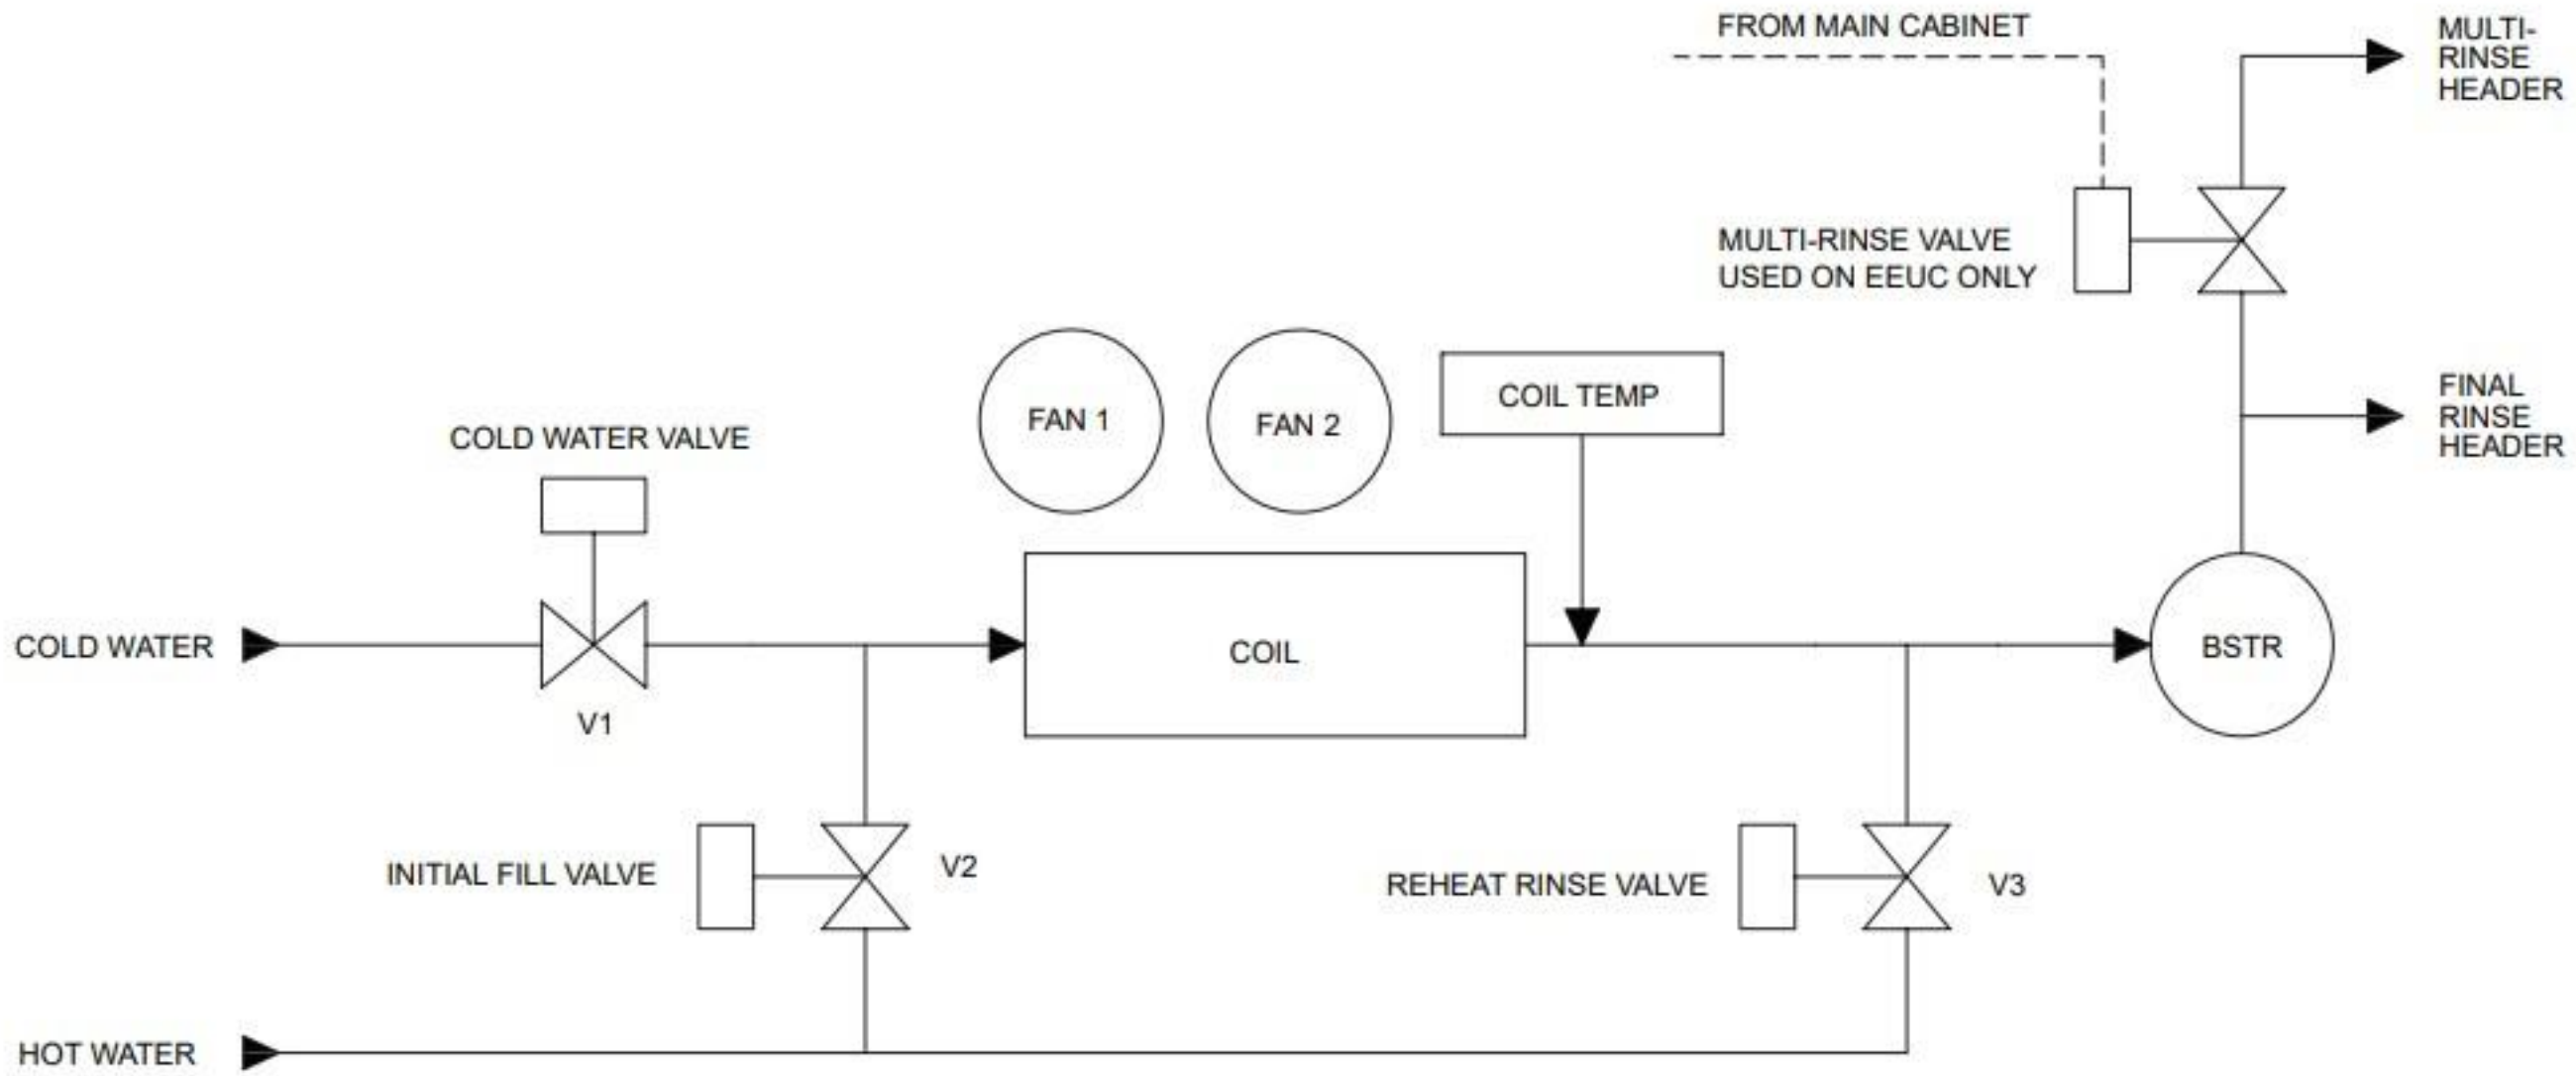 FROM MAIN CABINET
MULTI-
RINSE
HEADER
MULTI-RINSE VALVE
USED ON EEUC ONLY
FAN 1
FAN 2
COIL TEMP
FINAL
RINSE
HEADER
COLD WATER VALVE
COLD WATER
COIL
BSTR
V1
INITIAL FILL VALVE
V2
REHEAT RINSE VALVE
V3
HOT WATER